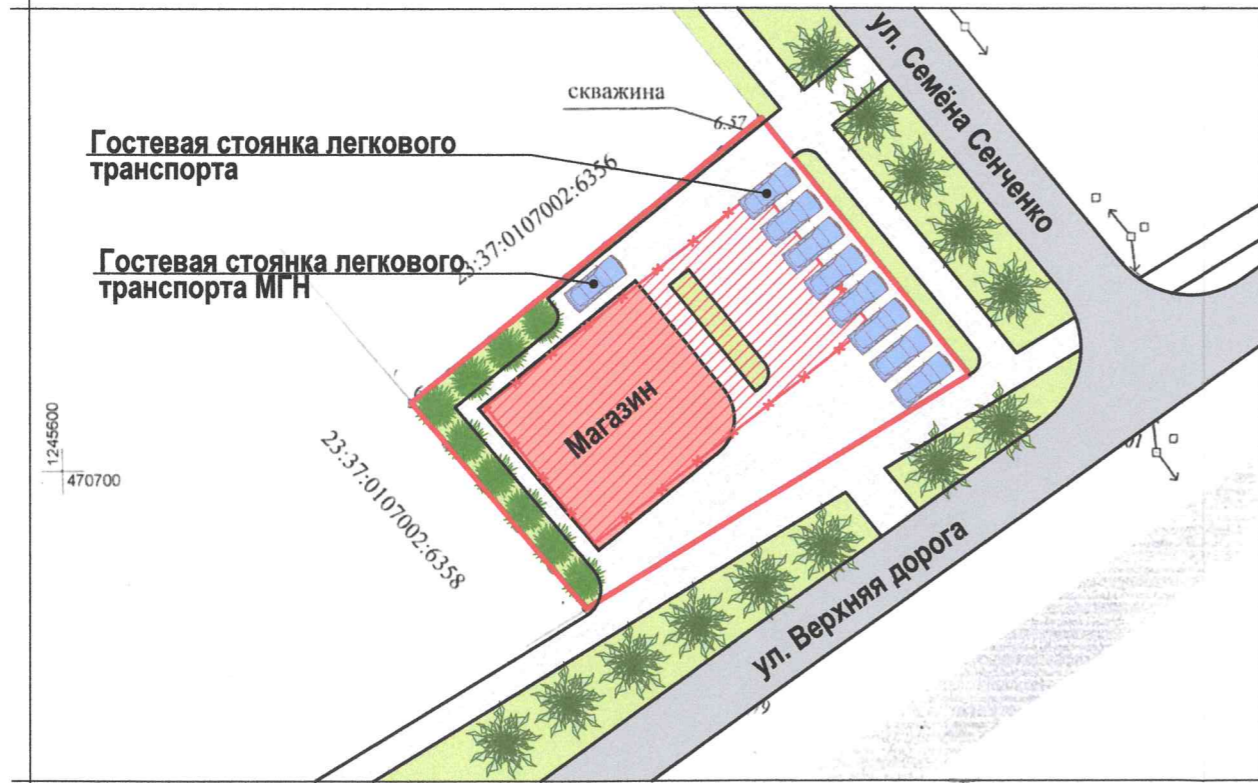 ул. Семёна Сенченко
скважина
6.57
Гостевая стоянка легкового
транспорта
23:37:0107002:6356
Гостевая стоянка легкового
транспорта МГН
Магазин
1245600
470700
23:37:0107002:6358
ул. Верхняя дорога